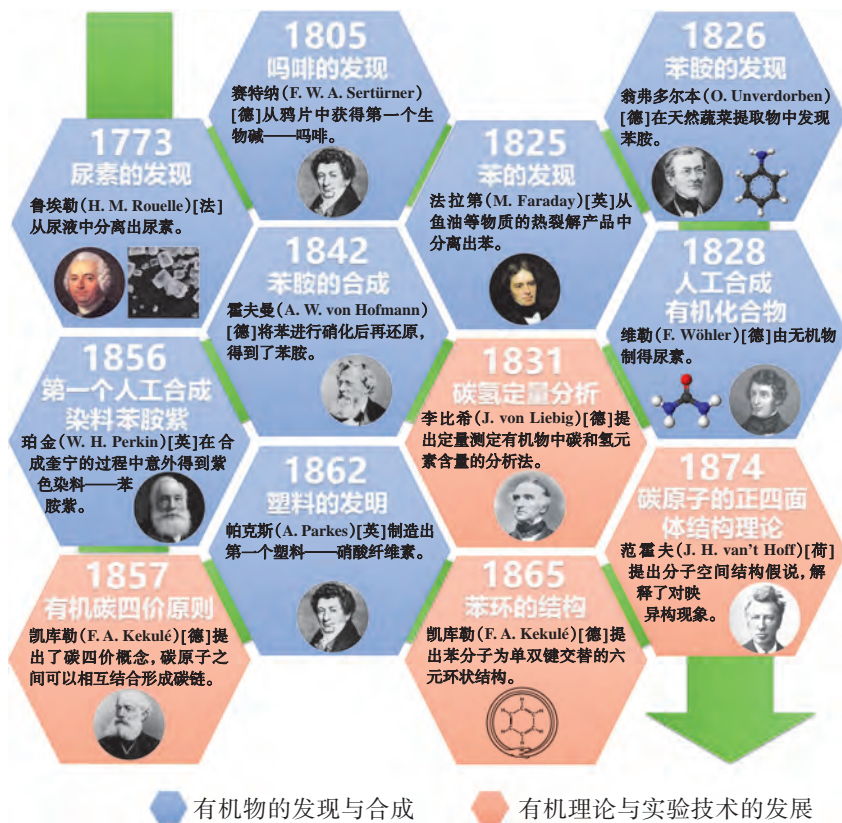 1805
吗啡的发现
赛特纳(F. W. A. Sertürner)
[德]从鸦片中获得第一个生
物碱——吗啡。
1826
苯胺的发现
翁弗多尔本(O. Unverdorben)
[德]在天然蔬菜提取物中发现
苯胺。
1773
尿素的发现
鲁埃勒(H. M. Rouelle)[法]
从尿液中分离出尿素。
1825
苯的发现
法拉第(M. Faraday)[英]从
鱼油等物质的热裂解产品中
分离出苯。
1842
苯胺的合成
霍夫曼(A. W. von Hofmann)
[德]将苯进行硝化后再还原,
得到了苯胺。
1828
人工合成
有机化合物
维勒(F. Wöhler)[德]由无机物
制得尿素。
1856
第一个人工合成
染料苯胺紫
珀金(W. H. Perkin)[英]在合
成奎宁的过程中意外得到紫
色染料——苯
胺紫。
1831
碳氢定量分析
李比希(J. von Liebig)[德]提
出定量测定有机物中碳和氢元
素含量的分析法。
1862
塑料的发明
帕克斯(A. Parkes)[英]制造出
第一个塑料——硝酸纤维素。
1874
碳原子的正四面
体结构理论
范霍夫(J. H. van't Hoff)[荷]
提出分子空间结构假说,解
释了对映
异构现象。
1857
有机碳四价原则
凯库勒(F. A. Kekulé)[德]提
出了碳四价概念,碳原子之
间可以相互结合形成碳链。
1865
苯环的结构
凯库勒(F. A. Kekulé)[德]提
出苯分子为单双键交替的六
元环状结构。
有机物的发现与合成
有机理论与实验技术的发展